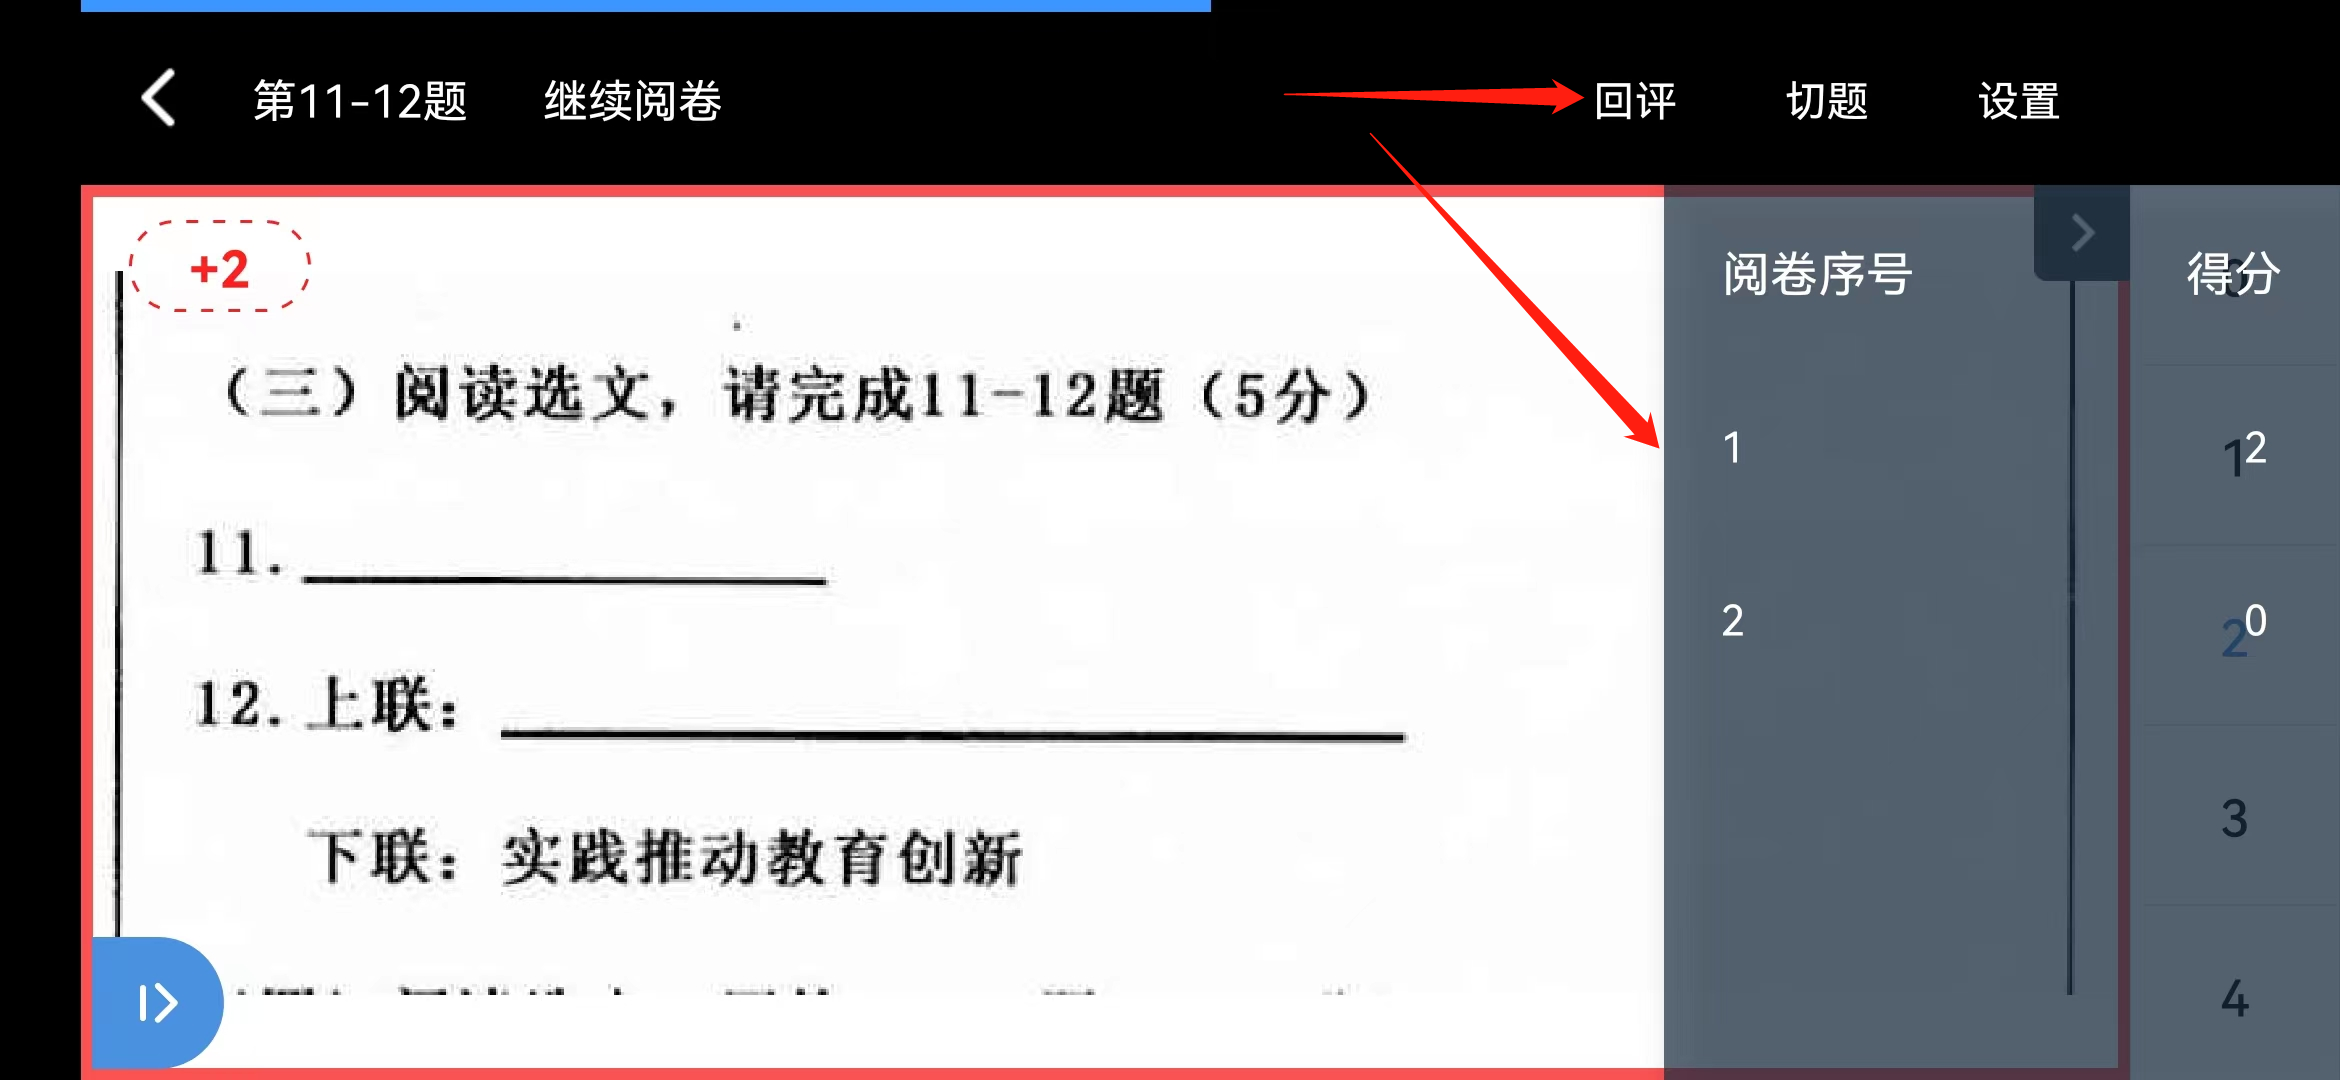 第11-12题 继续阅卷 回评 切题 设置
+2
阅卷序号 得分
0
（三）阅读选文，请完成11-12题（5分）
1 2
1
11.
2 0
2
12. 上联：
3
下联：实践推动教育创新
4